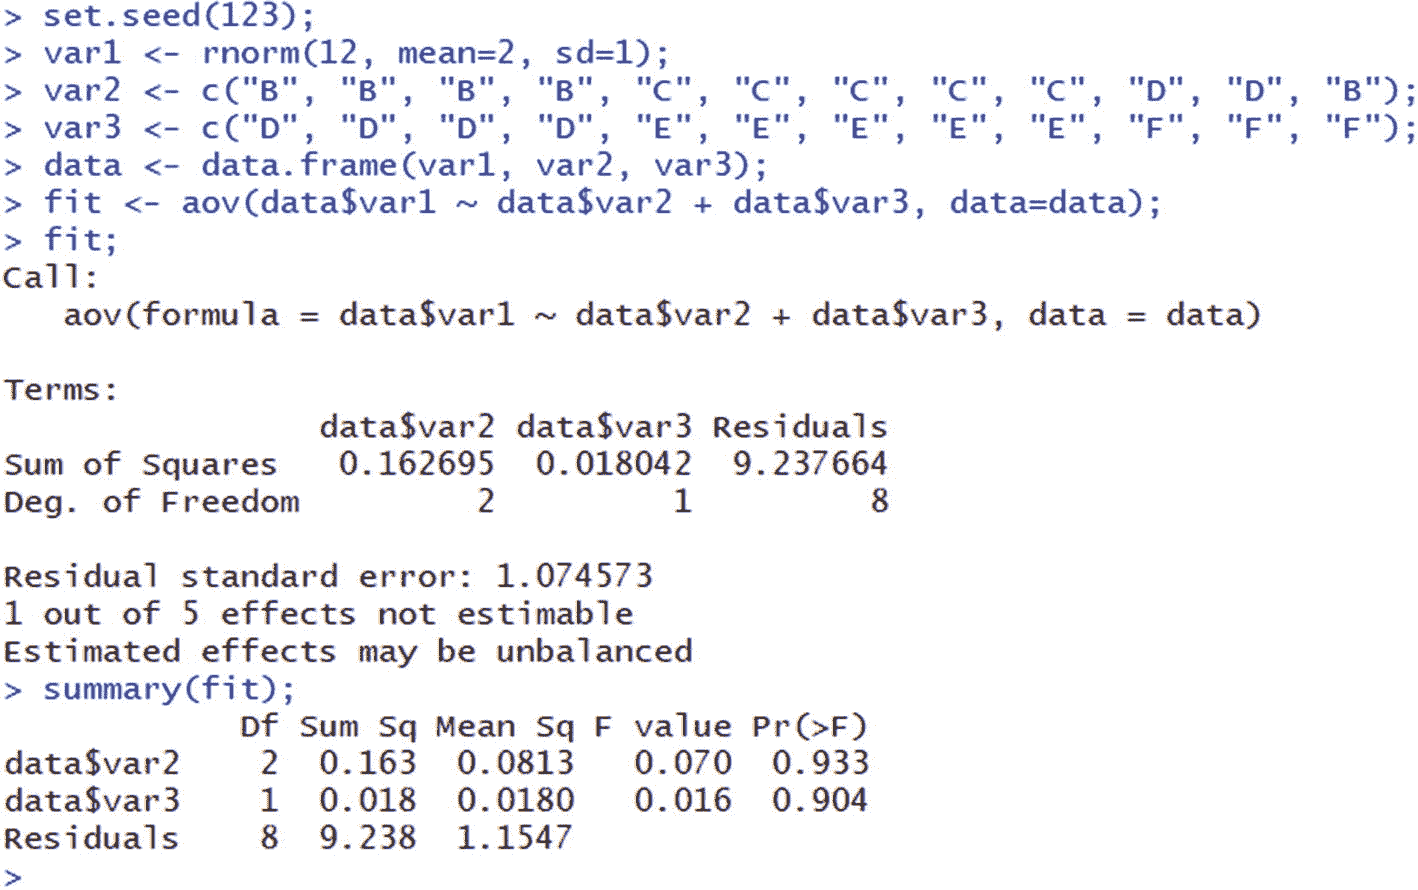 > set.seed(123);
> var1 <- rnorm(12, mean=2, sd=1);
> var2 <- c("B", "B", "B", "B", "C", "C", "C", "C", "C", "D", "D", "B");
> var3 <- c("D", "D", "D", "D", "E", "E", "E", "E", "E", "F", "F", "F");
> data <- data.frame(var1, var2, var3);
> fit <- aov(data$var1 ~ data$var2 + data$var3, data=data);
> fit;
Call:
   aov(formula = data$var1 ~ data$var2 + data$var3, data = data)

Terms:
                data$var2 data$var3 Residuals
Sum of Squares   0.162695  0.018042  9.237664
Deg. of Freedom         2         1         8

Residual standard error: 1.074573
1 out of 5 effects not estimable
Estimated effects may be unbalanced
> summary(fit);
            Df Sum Sq Mean Sq F value Pr(>F)
data$var2    2  0.163  0.0813   0.070  0.933
data$var3    1  0.018  0.0180   0.016  0.904
Residuals    8  9.238  1.1547
>